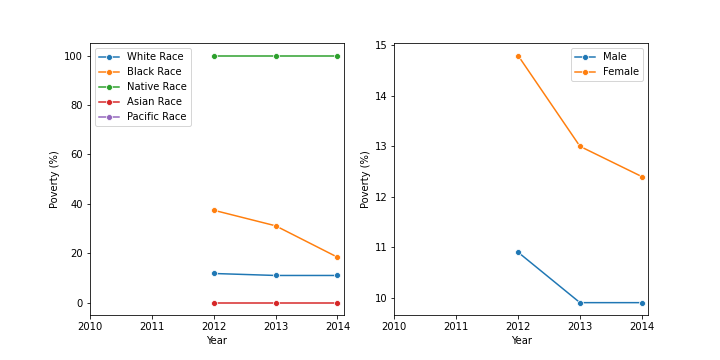 White Race
Black Race
Native Race
Asian Race
Pacific Race
100
80
60
40
20
0
Poverty (%)
2010 2011 2012 2013 2014
Year
Male
Female
15
14
13
12
11
10
Poverty (%)
2010 2011 2012 2013 2014
Year